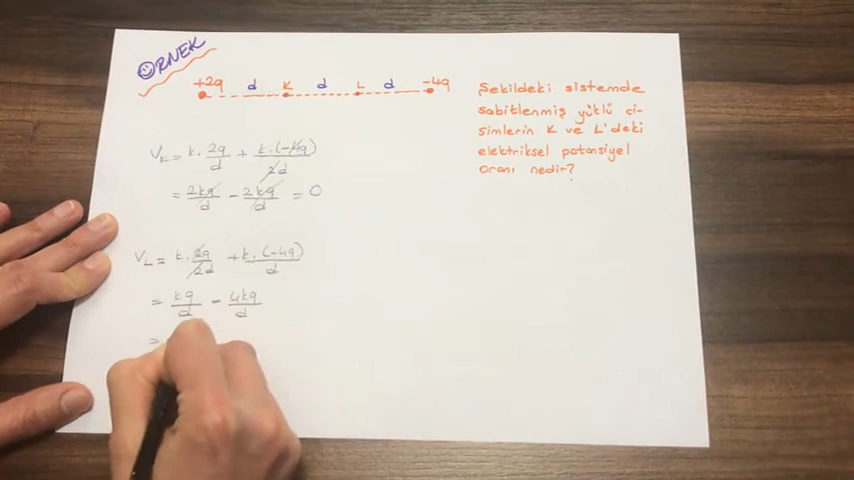 ÖRNEK
+2q d K d L d -4q
Şekildeki sistemde
sabitlenmiş yüklü ci-
simlerin K ve L'deki
elektriksel potansiyel
oranı nedir?
V_K = k. 2q/d + k.(-4q)/2d
= 2kq/d - 2kq/d = 0
V_L = k. 2q/2d + k.(-4q)/d
= kq/d - 4kq/d
=